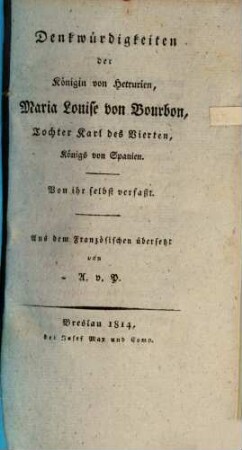 Denkwürdigkeiten
der
Königin von Hetrurien,
Maria Louise von Bourbon,
Tochter Karl des Vierten,
Königs von Spanien.
Von ihr selbst verfaßt.
Aus dem Französischen übersetzt
von
A. v. P.
Breslau 1814,
bei Josef Max und Comp.